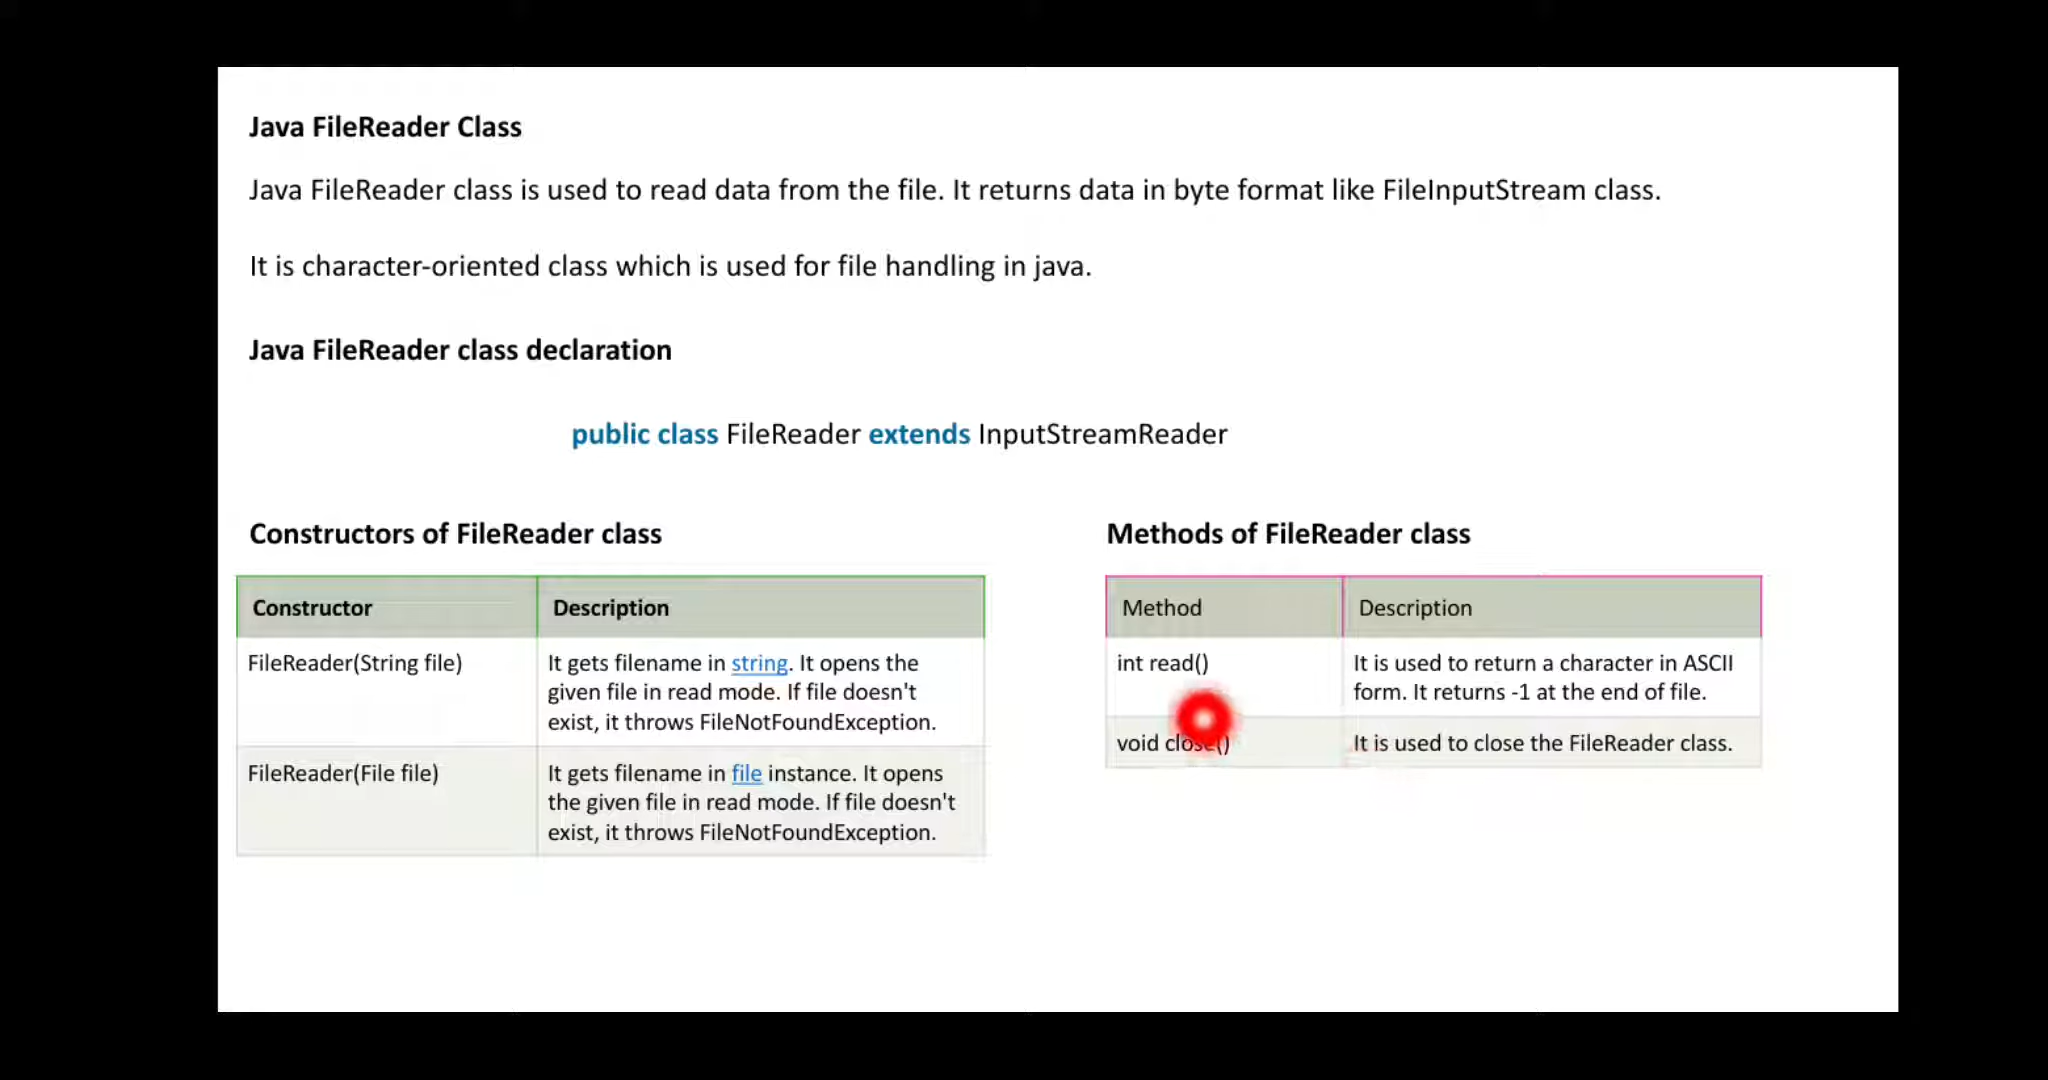 Java FileReader Class
Java FileReader class is used to read data from the file. It returns data in byte format like FileInputStream class.
It is character-oriented class which is used for file handling in java.
Java FileReader class declaration
public class FileReader extends InputStreamReader
Constructors of FileReader class
Constructor Description
FileReader(String file) It gets filename in string. It opens the
given file in read mode. If file doesn't
exist, it throws FileNotFoundException.
FileReader(File file) It gets filename in file instance. It opens
the given file in read mode. If file doesn't
exist, it throws FileNotFoundException.
Methods of FileReader class
Method Description
int read() It is used to return a character in ASCII
form. It returns -1 at the end of file.
void close() It is used to close the FileReader class.